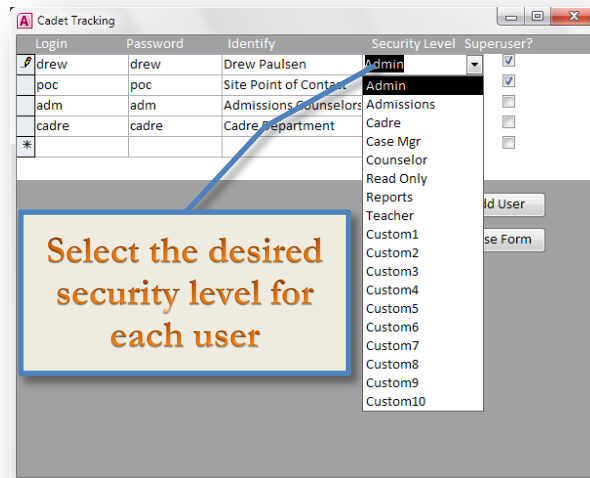 A Cadet Tracking
Login Password Identify Security Level Superuser?
drew drew Drew Paulsen Admin
poc poc Site Point of Contact
adm adm Admissions Counselors
cadre cadre Cadre Department
*
Admin
Admissions
Cadre
Case Mgr
Counselor
Read Only
Reports
Teacher
Custom1
Custom2
Custom3
Custom4
Custom5
Custom6
Custom7
Custom8
Custom9
Custom10
User
Form
Select the desired
security level for
each user